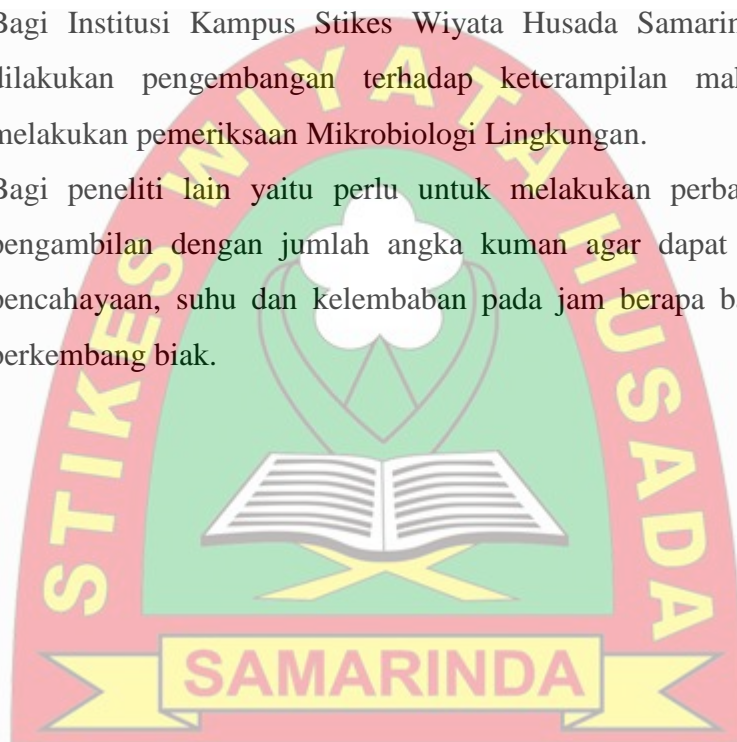 Bagi Institusi Kampus Stikes Wiyata Husada Samarin
dilakukan pengembangan terhadap keterampilan mah
melakukan pemeriksaan Mikrobiologi Lingkungan.
Bagi peneliti lain yaitu perlu untuk melakukan perba
pengambilan dengan jumlah angka kuman agar dapat
pencahayaan, suhu dan kelembaban pada jam berapa ba
berkembang biak.
STIKES WIYATA HUSADA
SAMARINDA